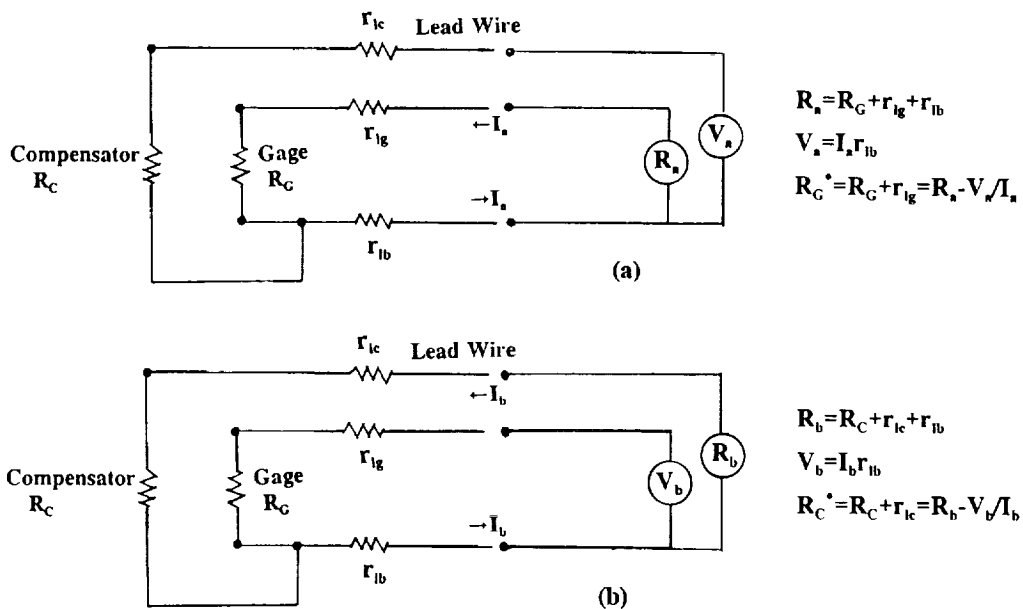 r_lc Lead Wire
r_lg ←I_a
Compensator R_C
Gage R_G
→I_a
r_lb
R_a
V_a
(a)
R_a=R_G+r_lg+r_lb
V_a=I_a r_lb
R_G*=R_G+r_lg=R_a-V_a/I_a
r_lc Lead Wire
←I_b
r_lg
Compensator R_C
Gage R_G
→I_b
r_lb
V_b
R_b
(b)
R_b=R_C+r_lc+r_lb
V_b=I_b r_lb
R_C*=R_C+r_lc=R_b-V_b/I_b